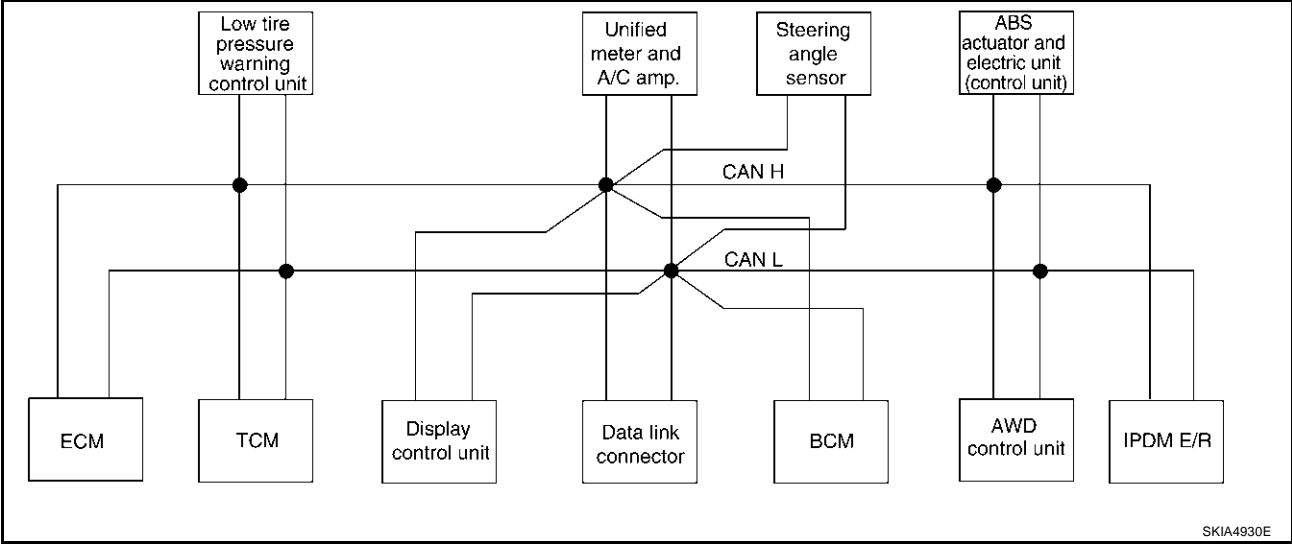 Low tire
pressure
warning
control unit
Unified
meter and
A/C amp.
Steering
angle
sensor
ABS
actuator and
electric unit
(control unit)
CAN H
CAN L
ECM
TCM
Display
control unit
Data link
connector
BCM
AWD
control unit
IPDM E/R
SKIA4930E